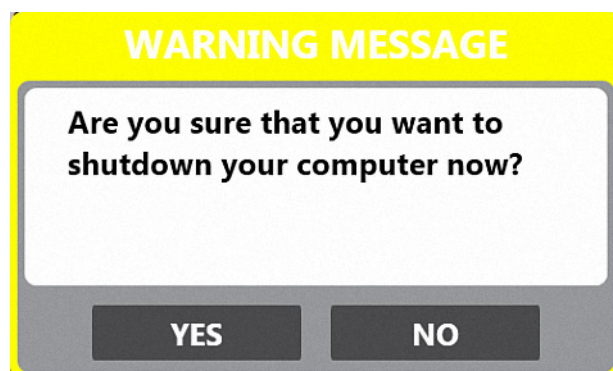 WARNING MESSAGE
Are you sure that you want to
shutdown your computer now?
YES
NO